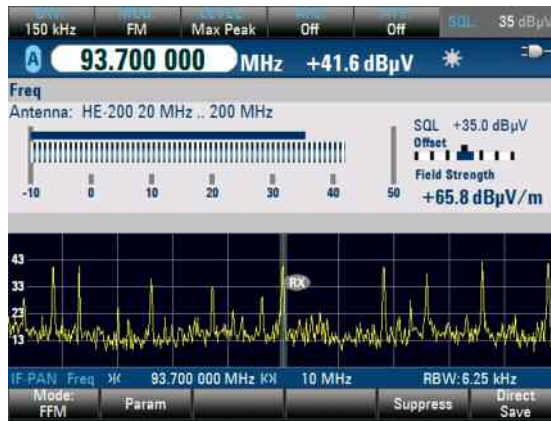 SQL 35 dBµV
150 kHz FM Max Peak Off Off
A 93.700 000 MHz +41.6 dBµV
Freq
Antenna: HE-200 20 MHz .. 200 MHz
SQL +35.0 dBµV
Offset
Field Strength
-10 0 10 20 30 40 50 +65.8 dBµV/m
43
33
23
13
RX
IF-PAN Freq 93.700 000 MHz 10 MHz RBW:6.25 kHz
Mode: FFM Param Suppress Direct Save